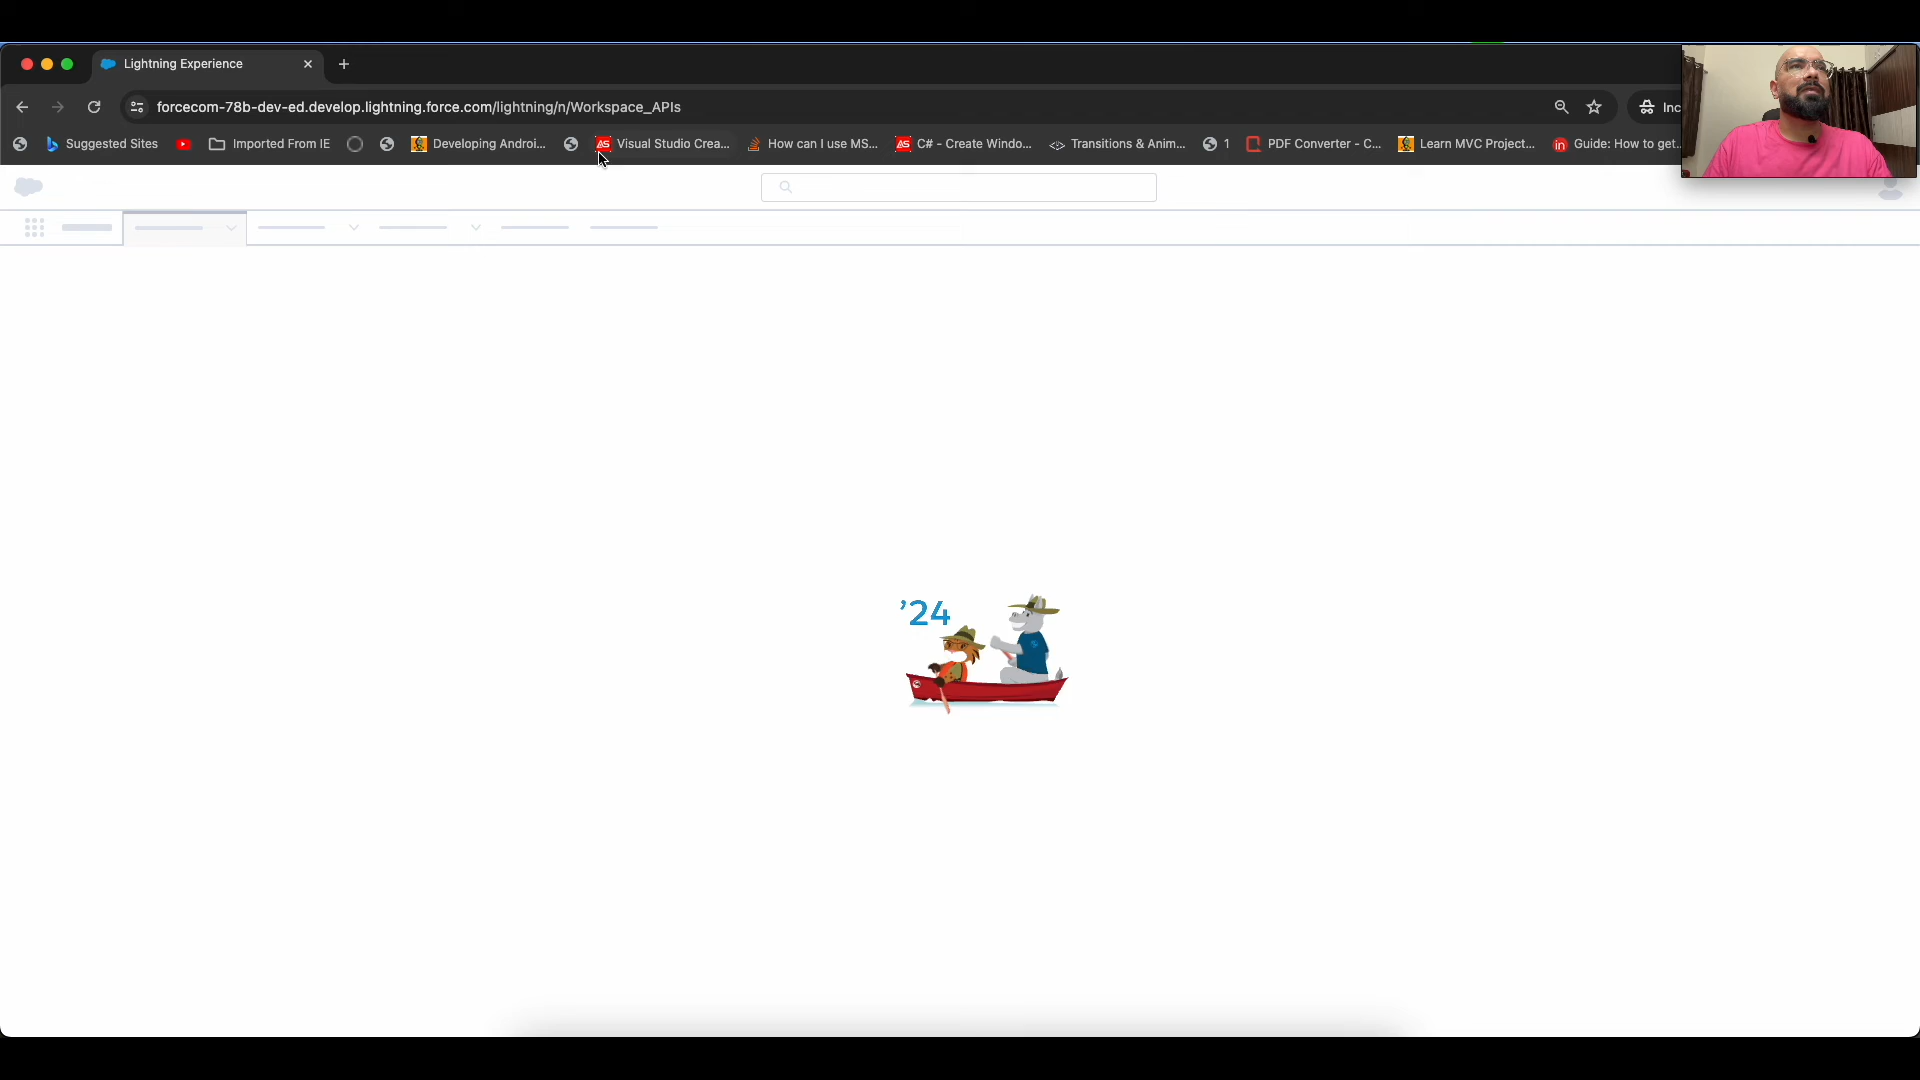 Lightning Experience
forcecom-78b-dev-ed.develop.lightning.force.com/lightning/n/Workspace_APIs
Inc
Suggested Sites
Imported From IE
Developing Androi...
Visual Studio Crea...
How can I use MS...
C# - Create Windo...
Transitions & Anim...
1
PDF Converter - C...
Learn MVC Project...
Guide: How to get...
’24